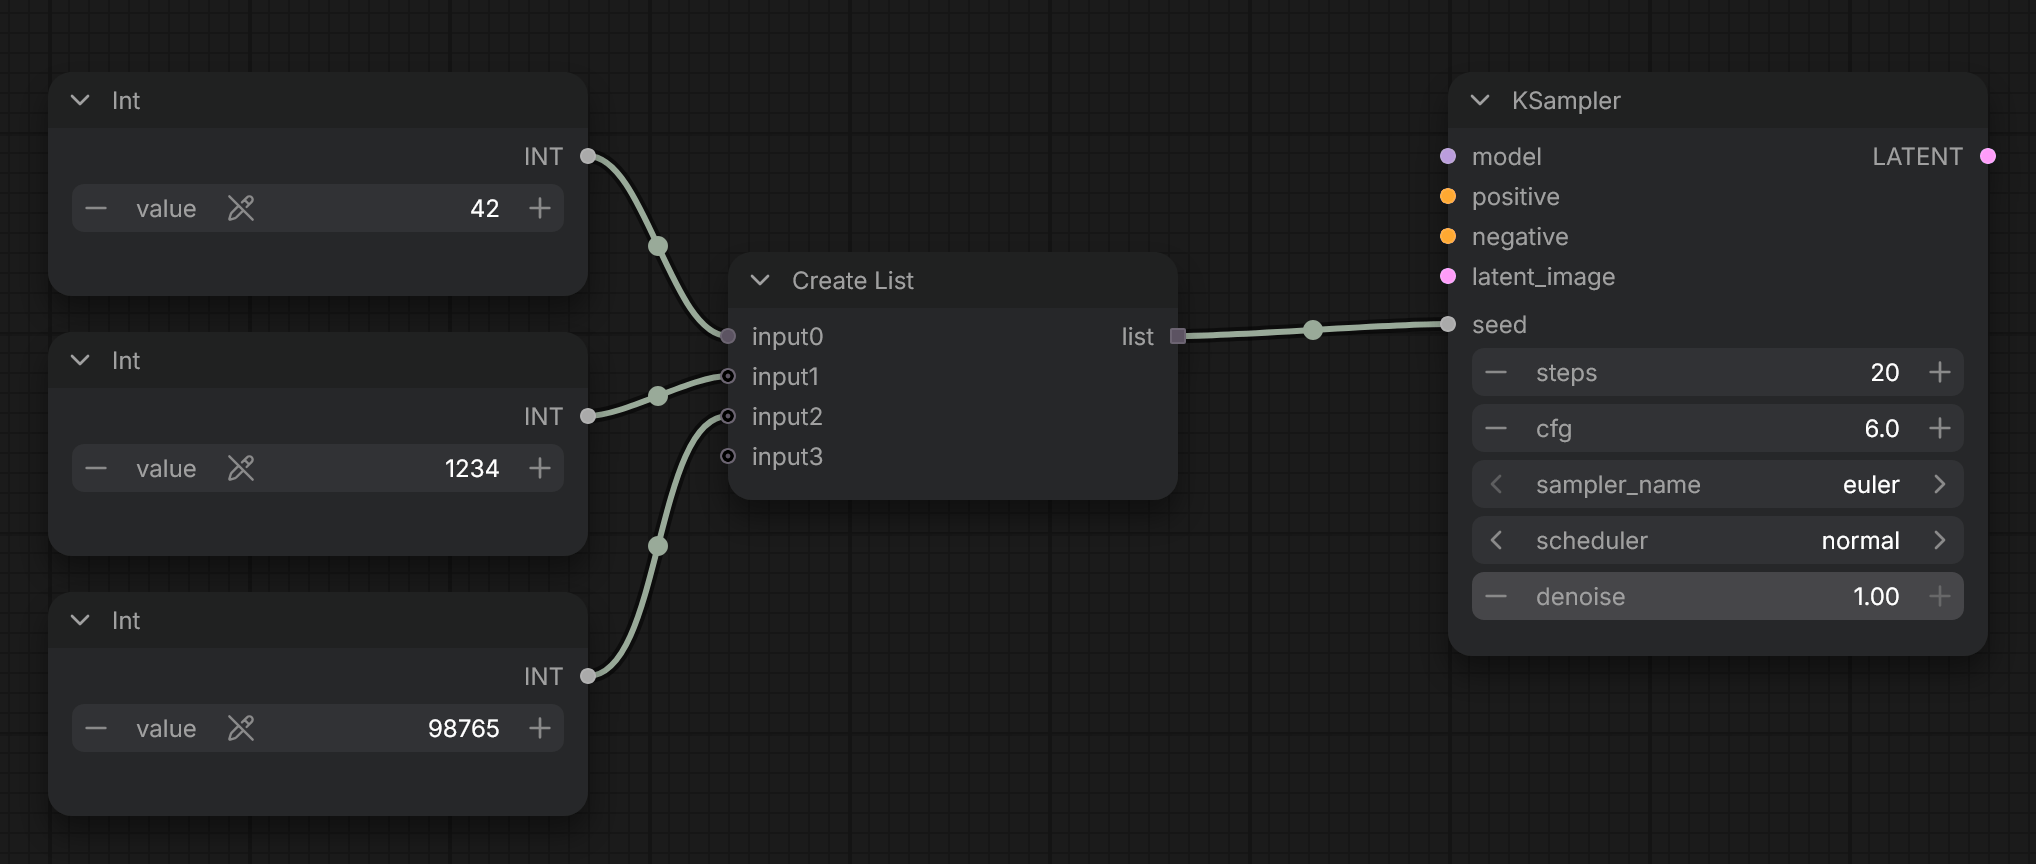 Int
INT
value 42
Int
INT
value 1234
Int
INT
value 98765
Create List
input0 list
input1
input2
input3
KSampler
model LATENT
positive
negative
latent_image
seed
steps 20
cfg 6.0
sampler_name euler
scheduler normal
denoise 1.00